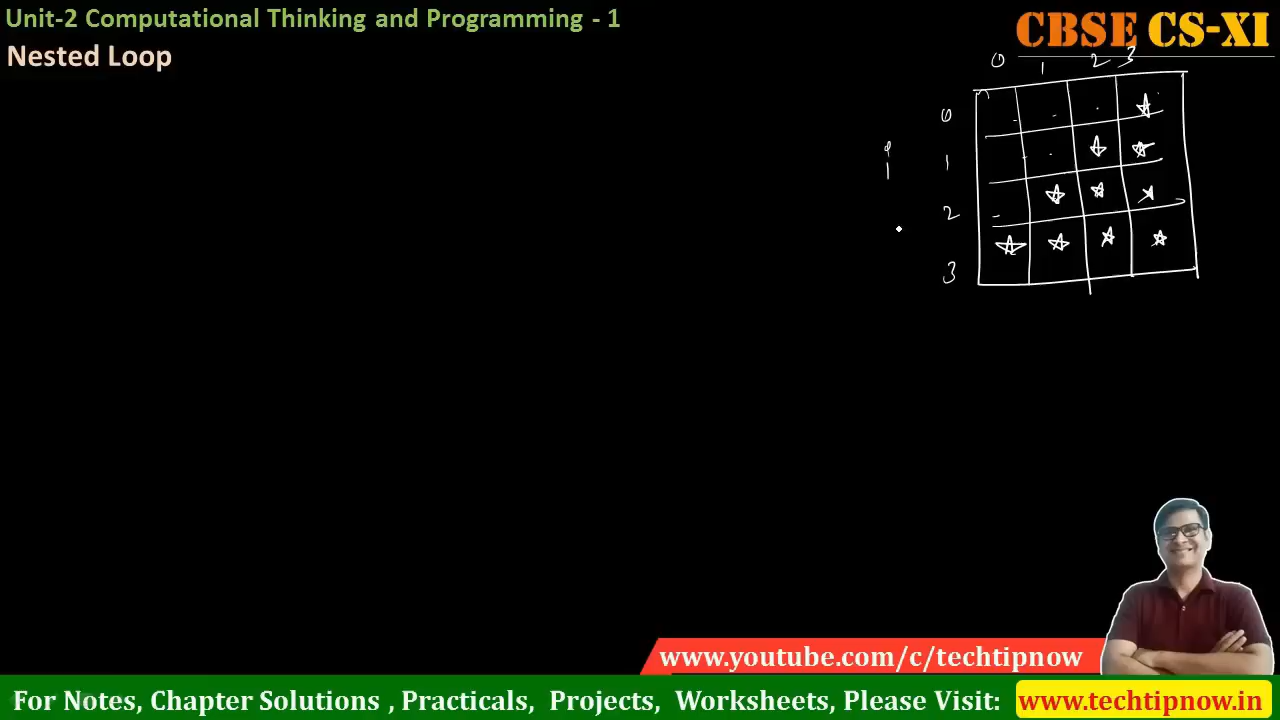 Unit-2 Computational Thinking and Programming - 1
CBSE CS-XI
Nested Loop
0 1 2 3
0
i 1
2
3
www.youtube.com/c/techtipnow
For Notes, Chapter Solutions , Practicals, Projects, Worksheets, Please Visit: www.techtipnow.in